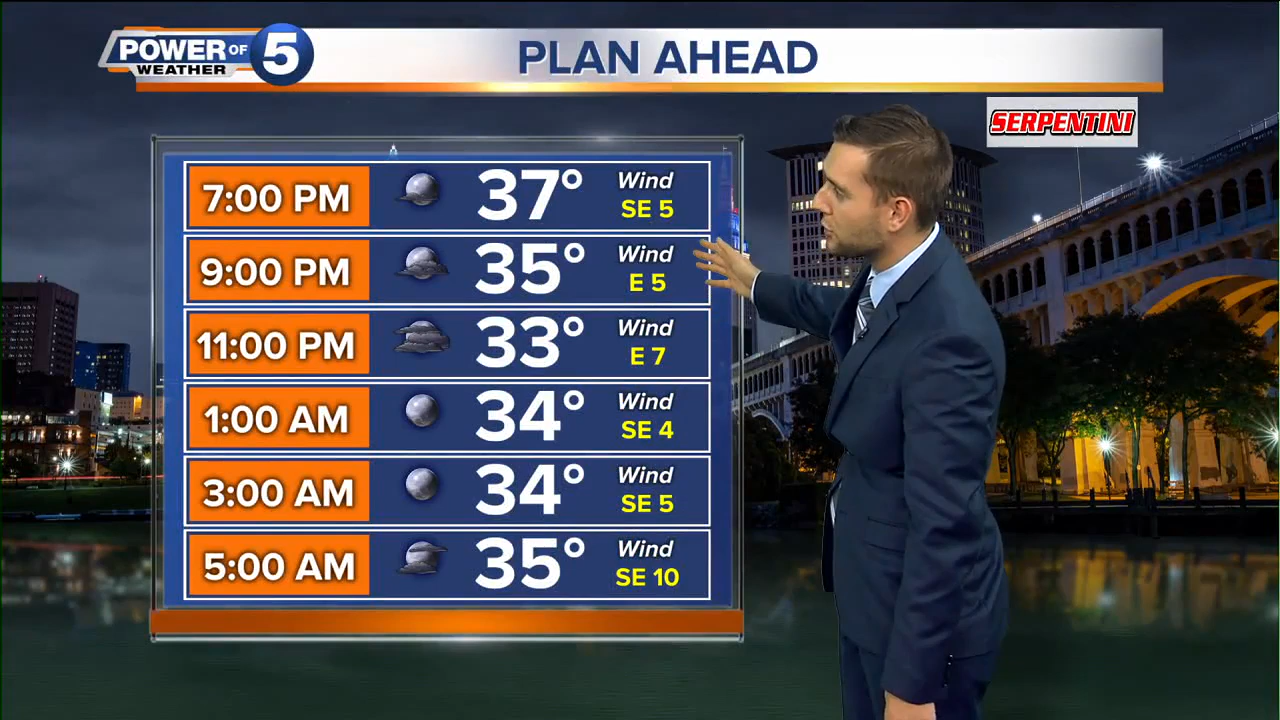 POWER OF 5
WEATHER
PLAN AHEAD
SERPENTINI
7:00 PM 37° Wind SE 5
9:00 PM 35° Wind E 5
11:00 PM 33° Wind E 7
1:00 AM 34° Wind SE 4
3:00 AM 34° Wind SE 5
5:00 AM 35° Wind SE 10